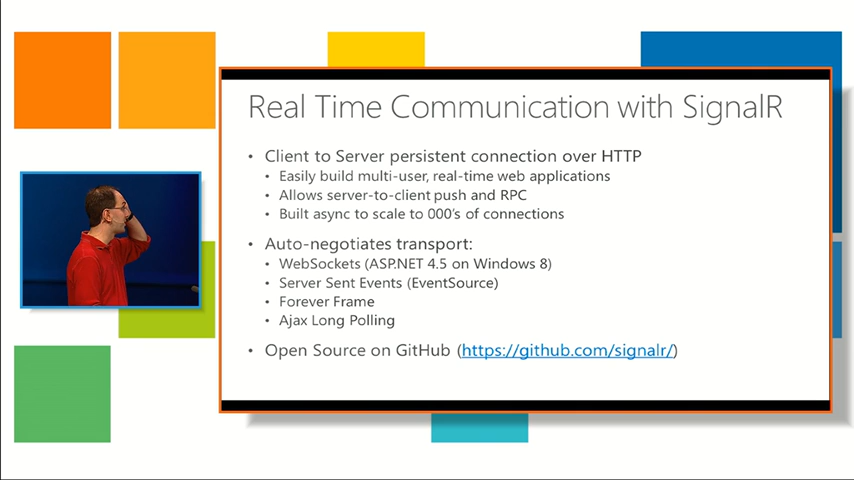 Real Time Communication with SignalR
• Client to Server persistent connection over HTTP
• Easily build multi-user, real-time web applications
• Allows server-to-client push and RPC
• Built async to scale to 000's of connections
• Auto-negotiates transport:
• WebSockets (ASP.NET 4.5 on Windows 8)
• Server Sent Events (EventSource)
• Forever Frame
• Ajax Long Polling
• Open Source on GitHub (https://github.com/signalr/)